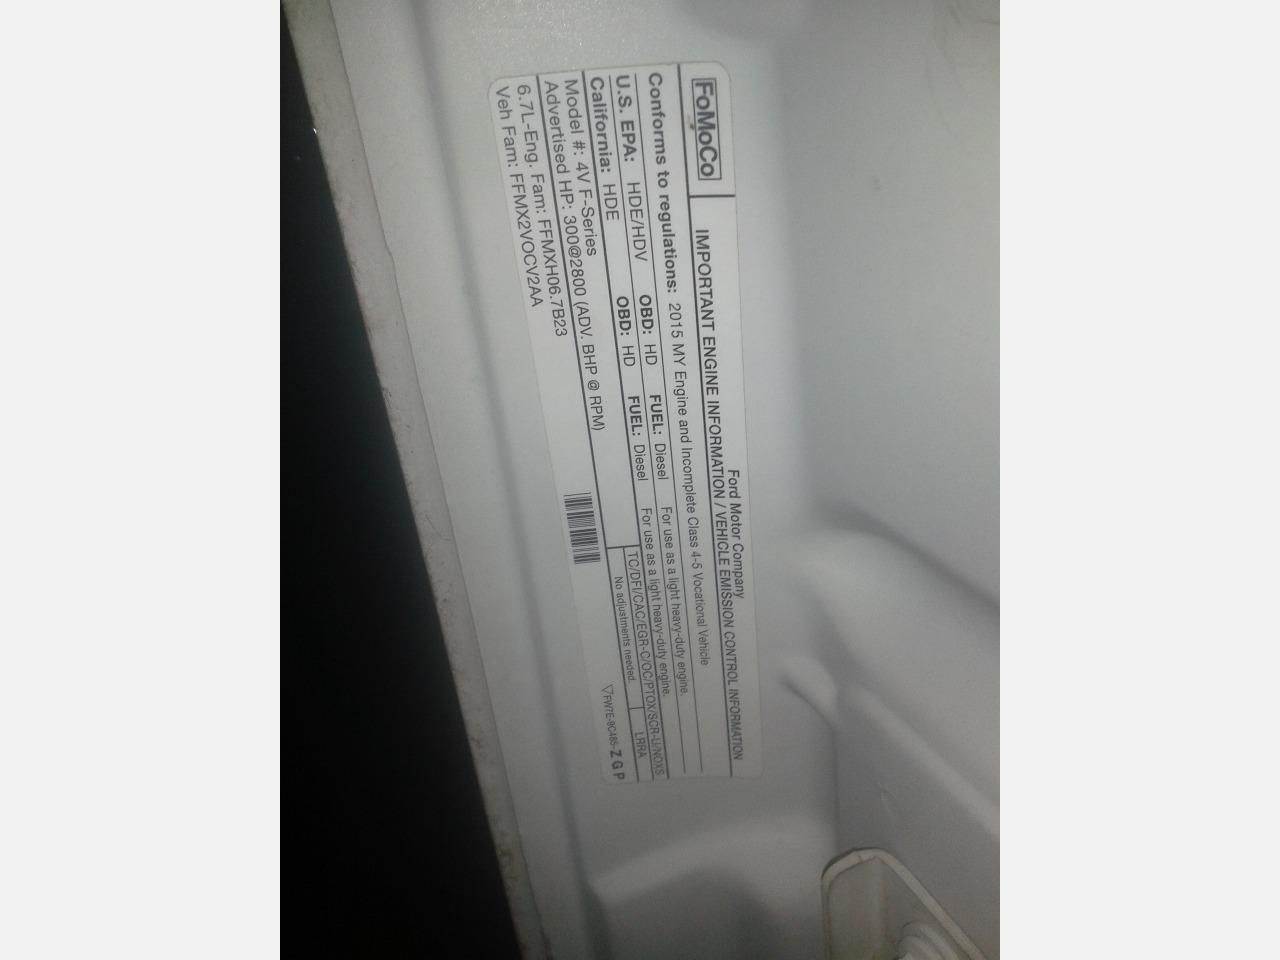 FoMoCo
Ford Motor Company
IMPORTANT ENGINE INFORMATION / VEHICLE EMISSION CONTROL INFORMATION
Conforms to regulations: 2015 MY Engine and Incomplete Class 4-5 Vocational Vehicle
U.S. EPA: HDE/HDV OBD: HD FUEL: Diesel For use as a light heavy-duty engine.
California: HDE OBD: HD FUEL: Diesel For use as a light heavy-duty engine.
Model #: 4V F-Series TC/DFI/CAC/EGR-C/OC/PTOX/SCR-U/NOXS
Advertised HP: 300@2800 (ADV. BHP @ RPM) No adjustments needed. LRRA
6.7L-Eng. Fam: FFMXH06.7B23
Veh Fam: FFMX2VOCV2AA
FW7E-9C485-ZGP